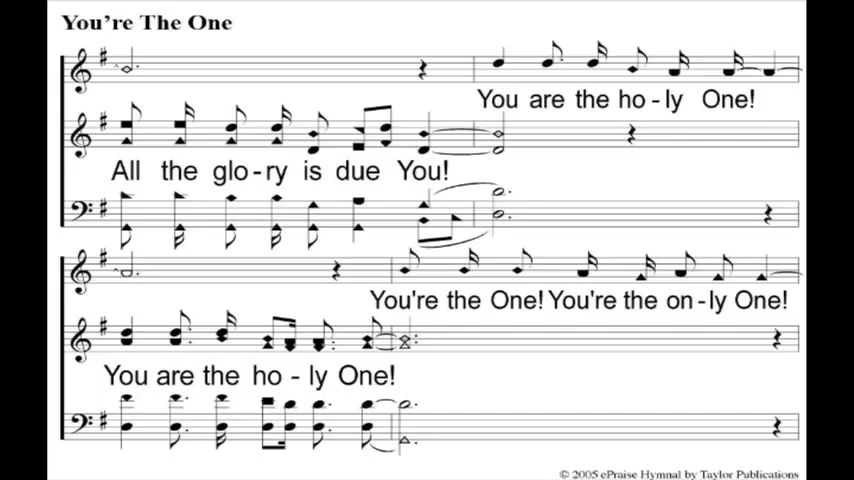 You're The One
You are the ho - ly One!
All the glo - ry is due You!
You're the One! You're the on - ly One!
You are the ho - ly One!
© 2005 ePraise Hymnal by Taylor Publications